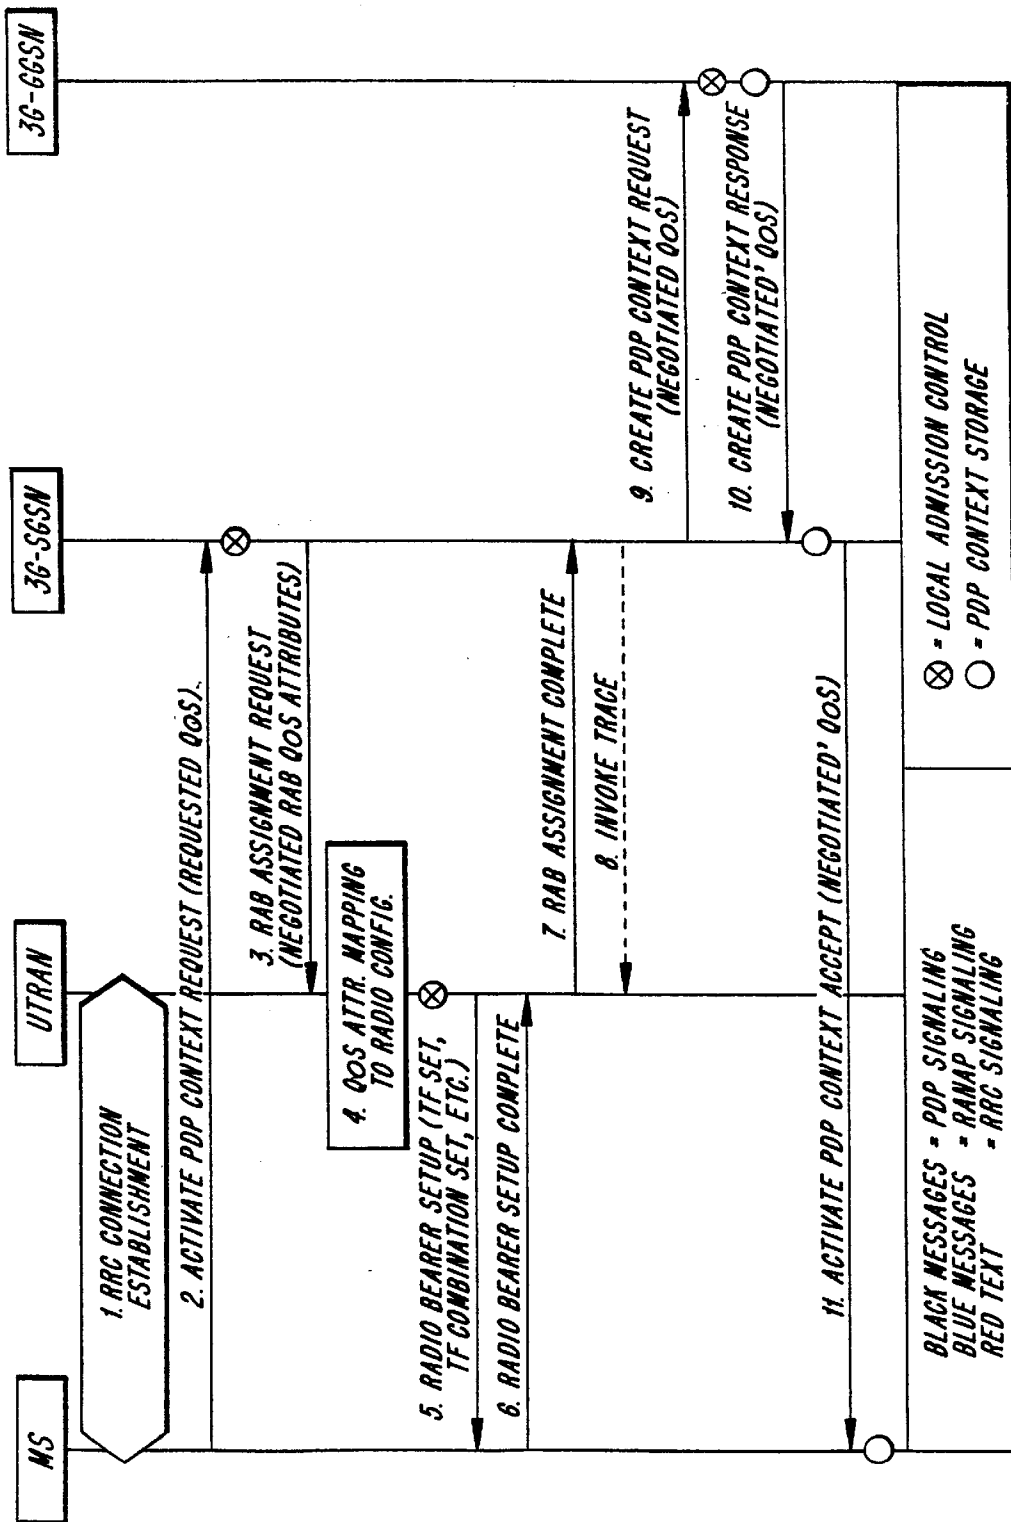 MS
UTRAN
3G-SGSN
3G-GGSN
1. RRC CONNECTION
ESTABLISHMENT
2. ACTIVATE PDP CONTEXT REQUEST (REQUESTED QOS).
3. RAB ASSIGNMENT REQUEST
(NEGOTIATED RAB QOS ATTRIBUTES)
4. QOS ATTR. MAPPING
TO RADIO CONFIG.
5. RADIO BEARER SETUP (TF SET,
TF COMBINATION SET, ETC.)
6. RADIO BEARER SETUP COMPLETE
7. RAB ASSIGNMENT COMPLETE
8. INVOKE TRACE
9. CREATE PDP CONTEXT REQUEST
(NEGOTIATED QOS)
10. CREATE PDP CONTEXT RESPONSE
(NEGOTIATED' QOS)
11. ACTIVATE PDP CONTEXT ACCEPT (NEGOTIATED' QOS)
BLACK MESSAGES = PDP SIGNALING
BLUE MESSAGES = RANAP SIGNALING
RED TEXT = RRC SIGNALING
= LOCAL ADMISSION CONTROL
= PDP CONTEXT STORAGE